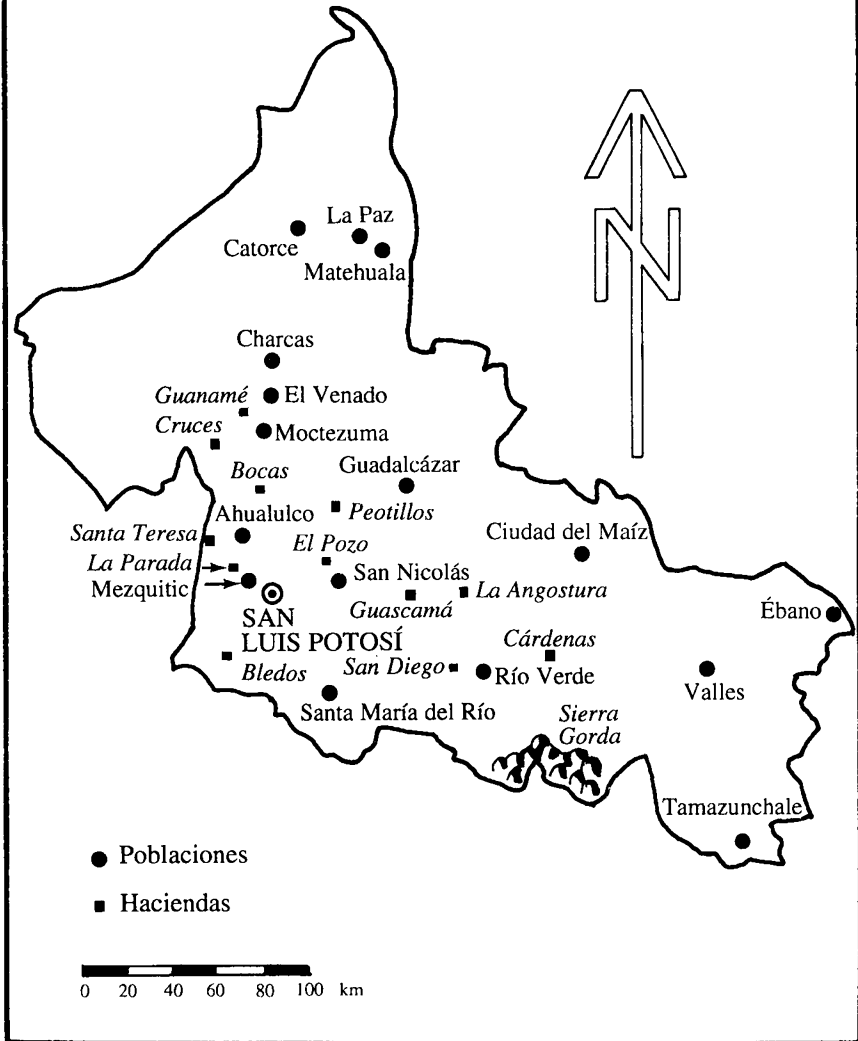 La Paz
Catorce
Matehuala
N
Charcas
Guanamé
El Venado
Cruces
Moctezuma
Bocas
Guadalcázar
Peotillos
Ahualulco
Santa Teresa
El Pozo
Ciudad del Maíz
La Parada
San Nicolás
Mezquitic
La Angostura
Guascamá
SAN
LUIS POTOSÍ
Ébano
Cárdenas
Bledos
San Diego
Río Verde
Valles
Santa María del Río
Sierra
Gorda
Tamazunchale
Poblaciones
Haciendas
0 20 40 60 80 100 km